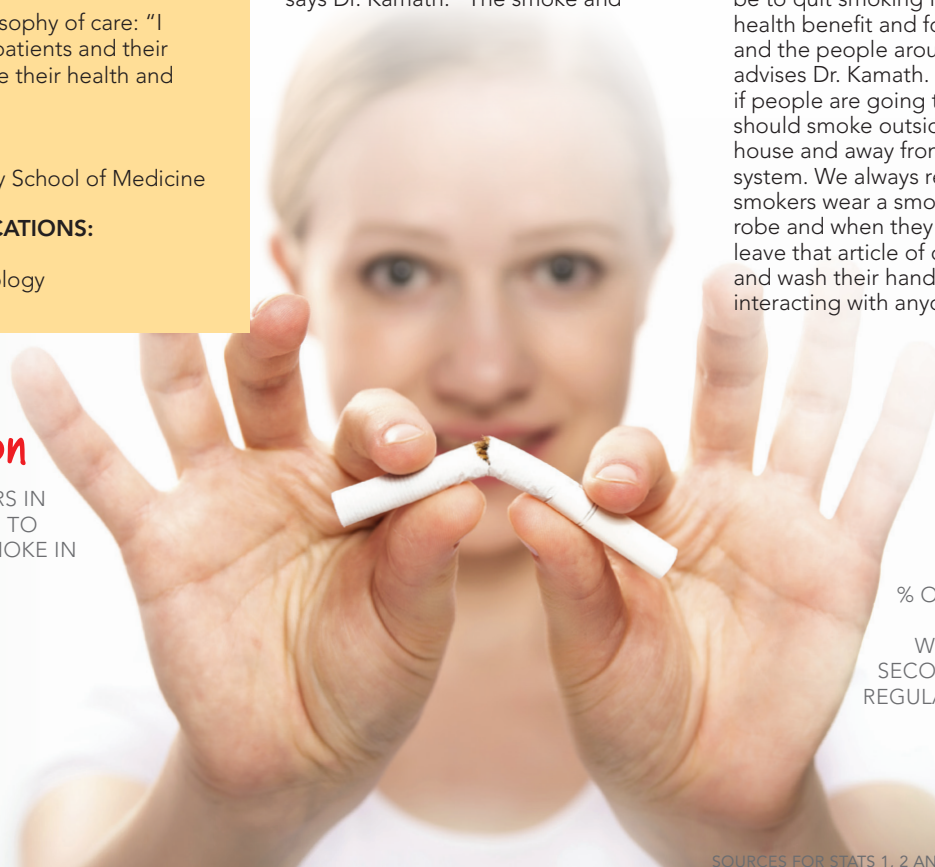 sophy of care: “I
patients and their
e their health and
y School of Medicine
CATIONS:
ology
on
RS IN
TO
MOKE IN
says Dr. Kamath. “The smoke and
be to quit smoking f
health benefit and fo
and the people arou
advises Dr. Kamath.
if people are going t
should smoke outsid
house and away from
system. We always re
smokers wear a smo
robe and when they
leave that article of c
and wash their hand
interacting with anyo
% O
W
SECO
REGULA
SOURCES FOR STATS 1, 2 AN